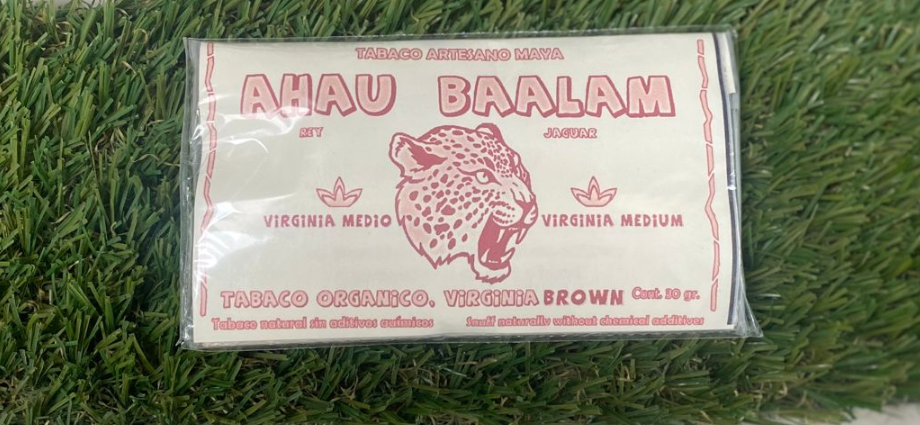 TABACO ARTESANO MAYA
AHAU BAALAM
REY JAGUAR
VIRGINIA MEDIO VIRGINIA MEDIUM
TABACO ORGANICO, VIRGINIA BROWN Cont. 30 gr.
Tabaco natural sin aditivos químicos Snuff naturally without chemical additives